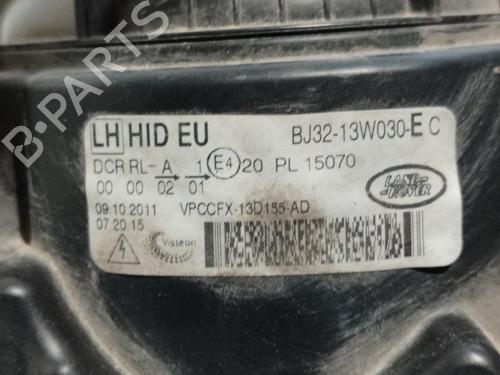 LH HID EU BJ32-13W030-E C
DCR RL- A 1 E4 20 PL 15070
00 00 02 01
LAND ROVER
09.10.2011 VPCCFX-13D155-AD
07.20.15
Visteon
B-PARTS